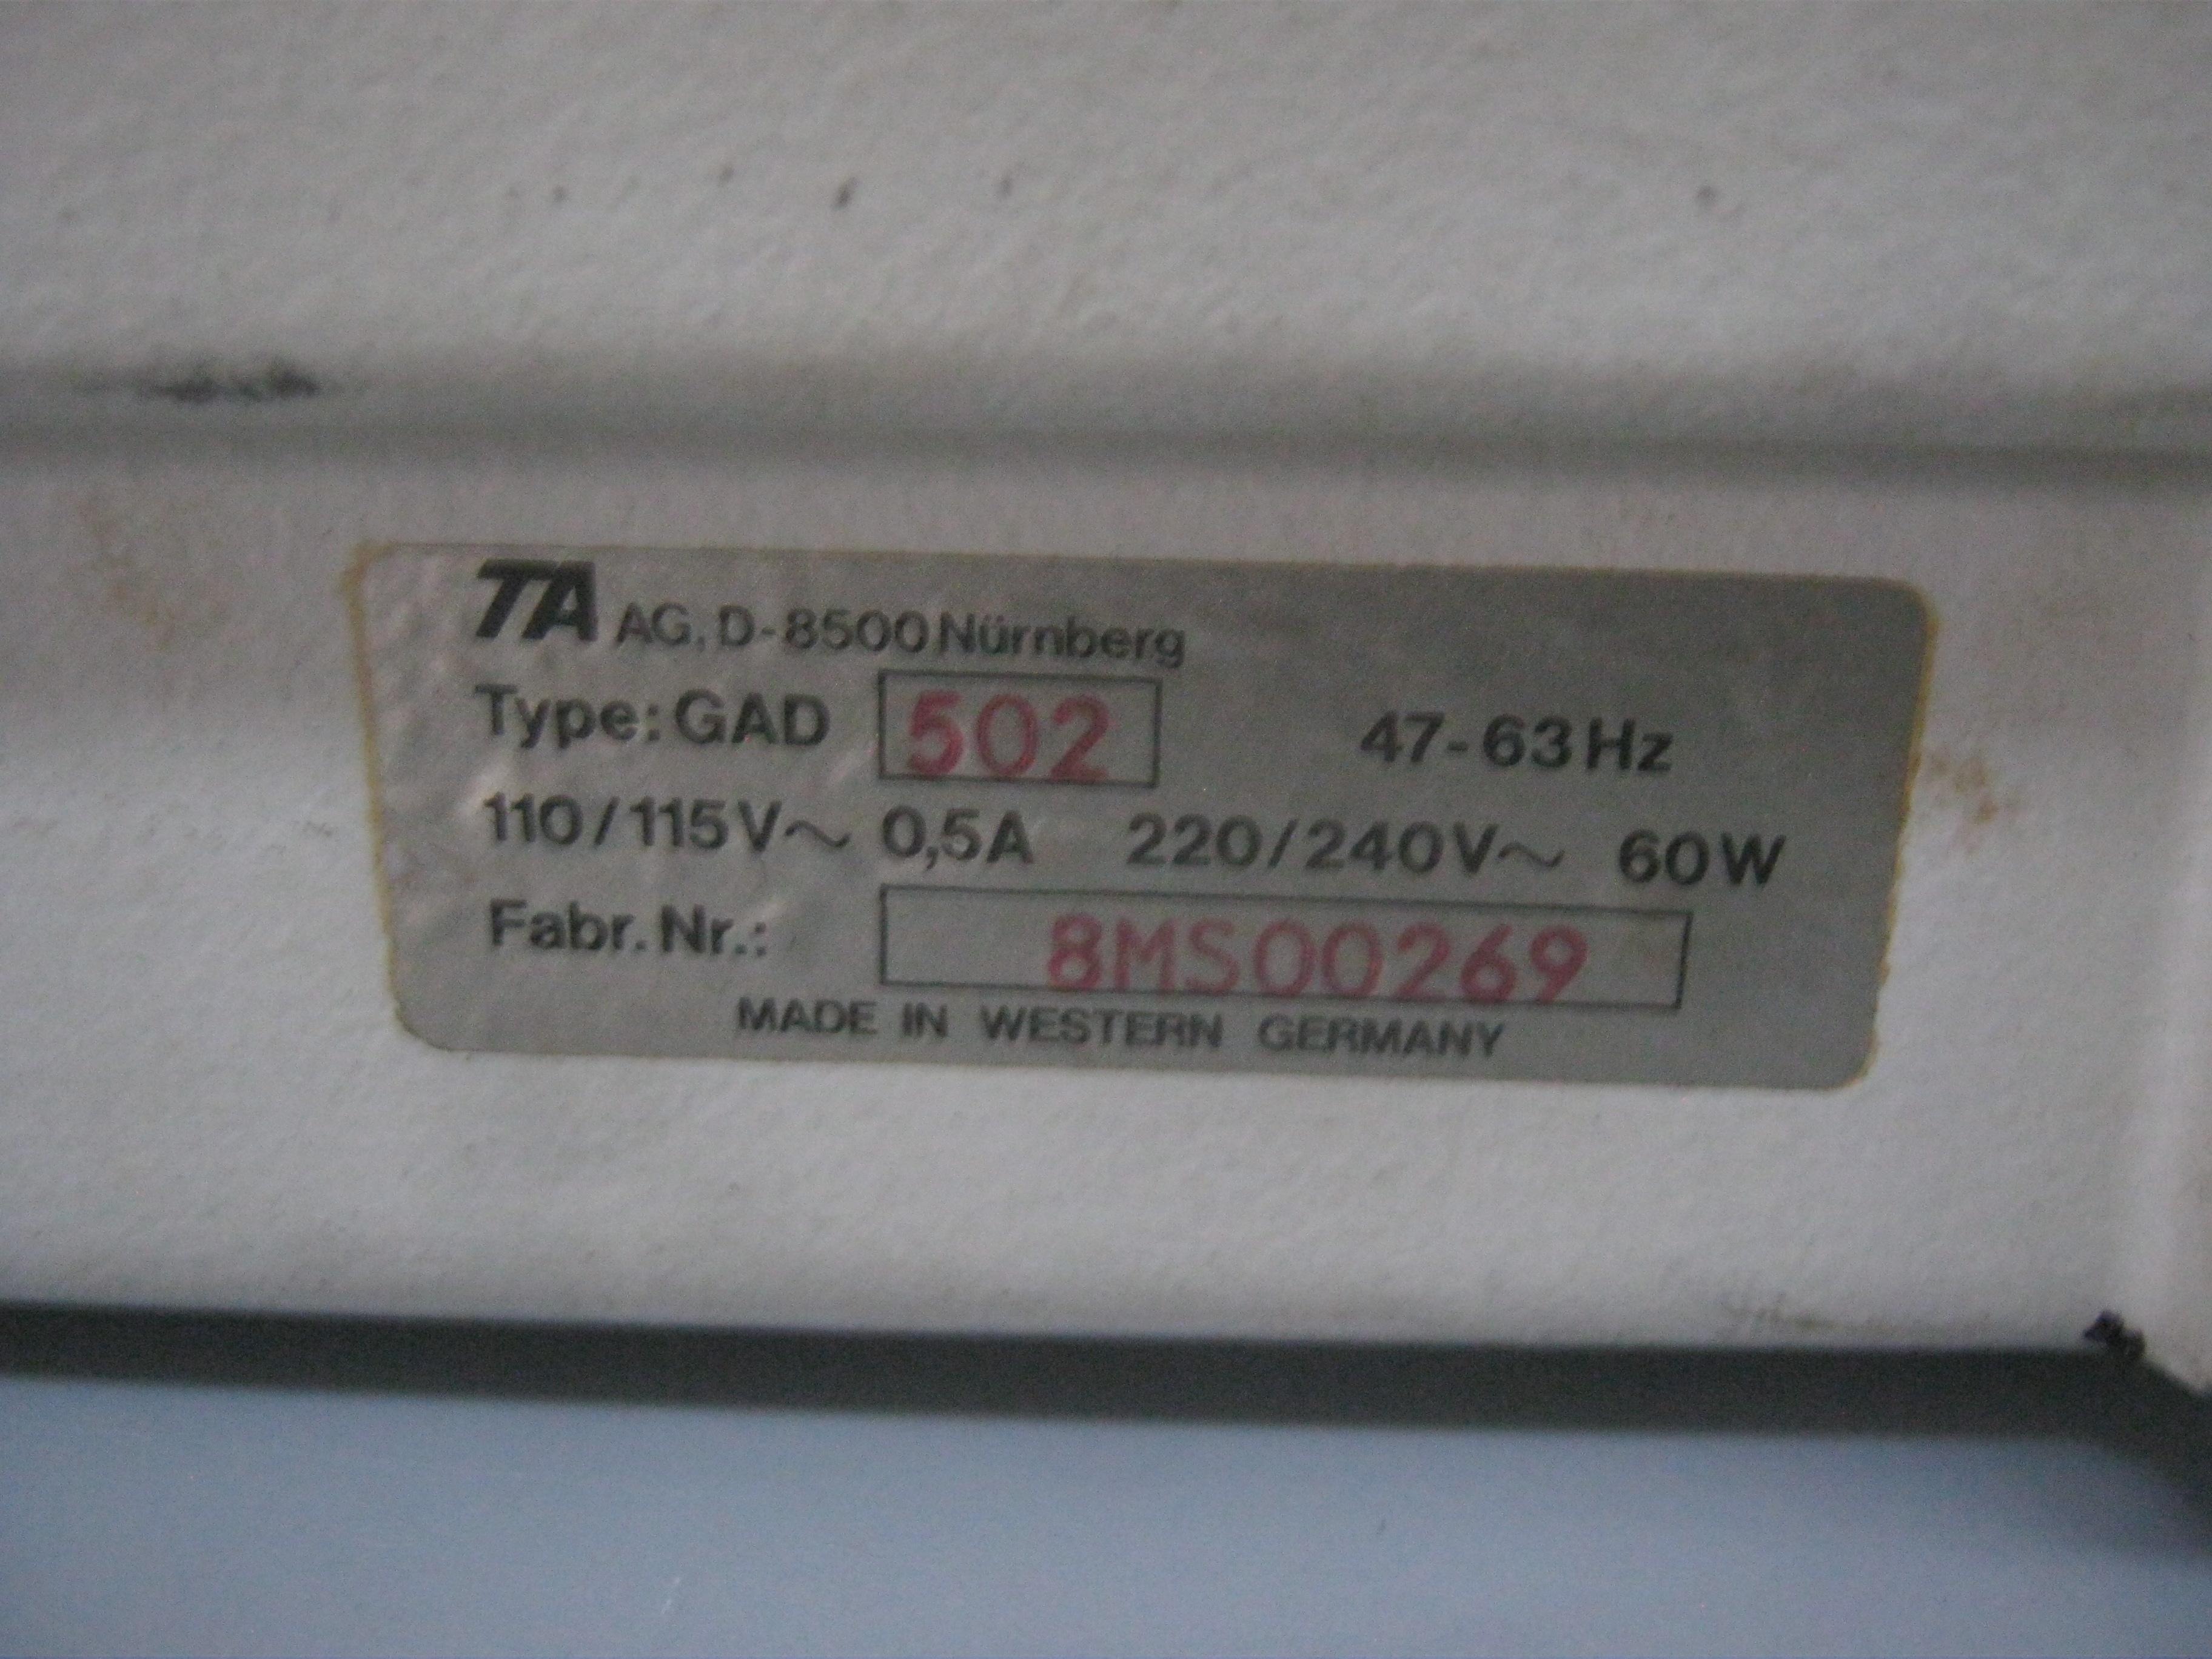 TA AG, D-8500 Nürnberg
Type: GAD 502 47-63 Hz
110/115 V~ 0,5A 220/240V~ 60W
Fabr. Nr.: 8MS00269
MADE IN WESTERN GERMANY